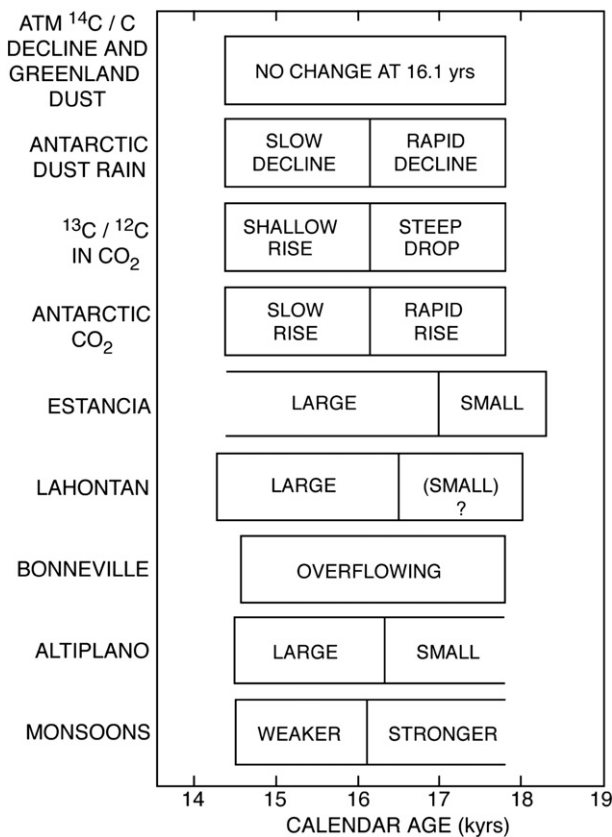 ATM ¹⁴C / C
DECLINE AND
GREENLAND
DUST
NO CHANGE AT 16.1 yrs
ANTARCTIC
DUST RAIN
SLOW
DECLINE
RAPID
DECLINE
¹³C / ¹²C
IN CO₂
SHALLOW
RISE
STEEP
DROP
ANTARCTIC
CO₂
SLOW
RISE
RAPID
RISE
ESTANCIA
LARGE
SMALL
LAHONTAN
LARGE
(SMALL)
?
BONNEVILLE
OVERFLOWING
ALTIPLANO
LARGE
SMALL
MONSOONS
WEAKER
STRONGER
14 15 16 17 18 19
CALENDAR AGE (kyrs)